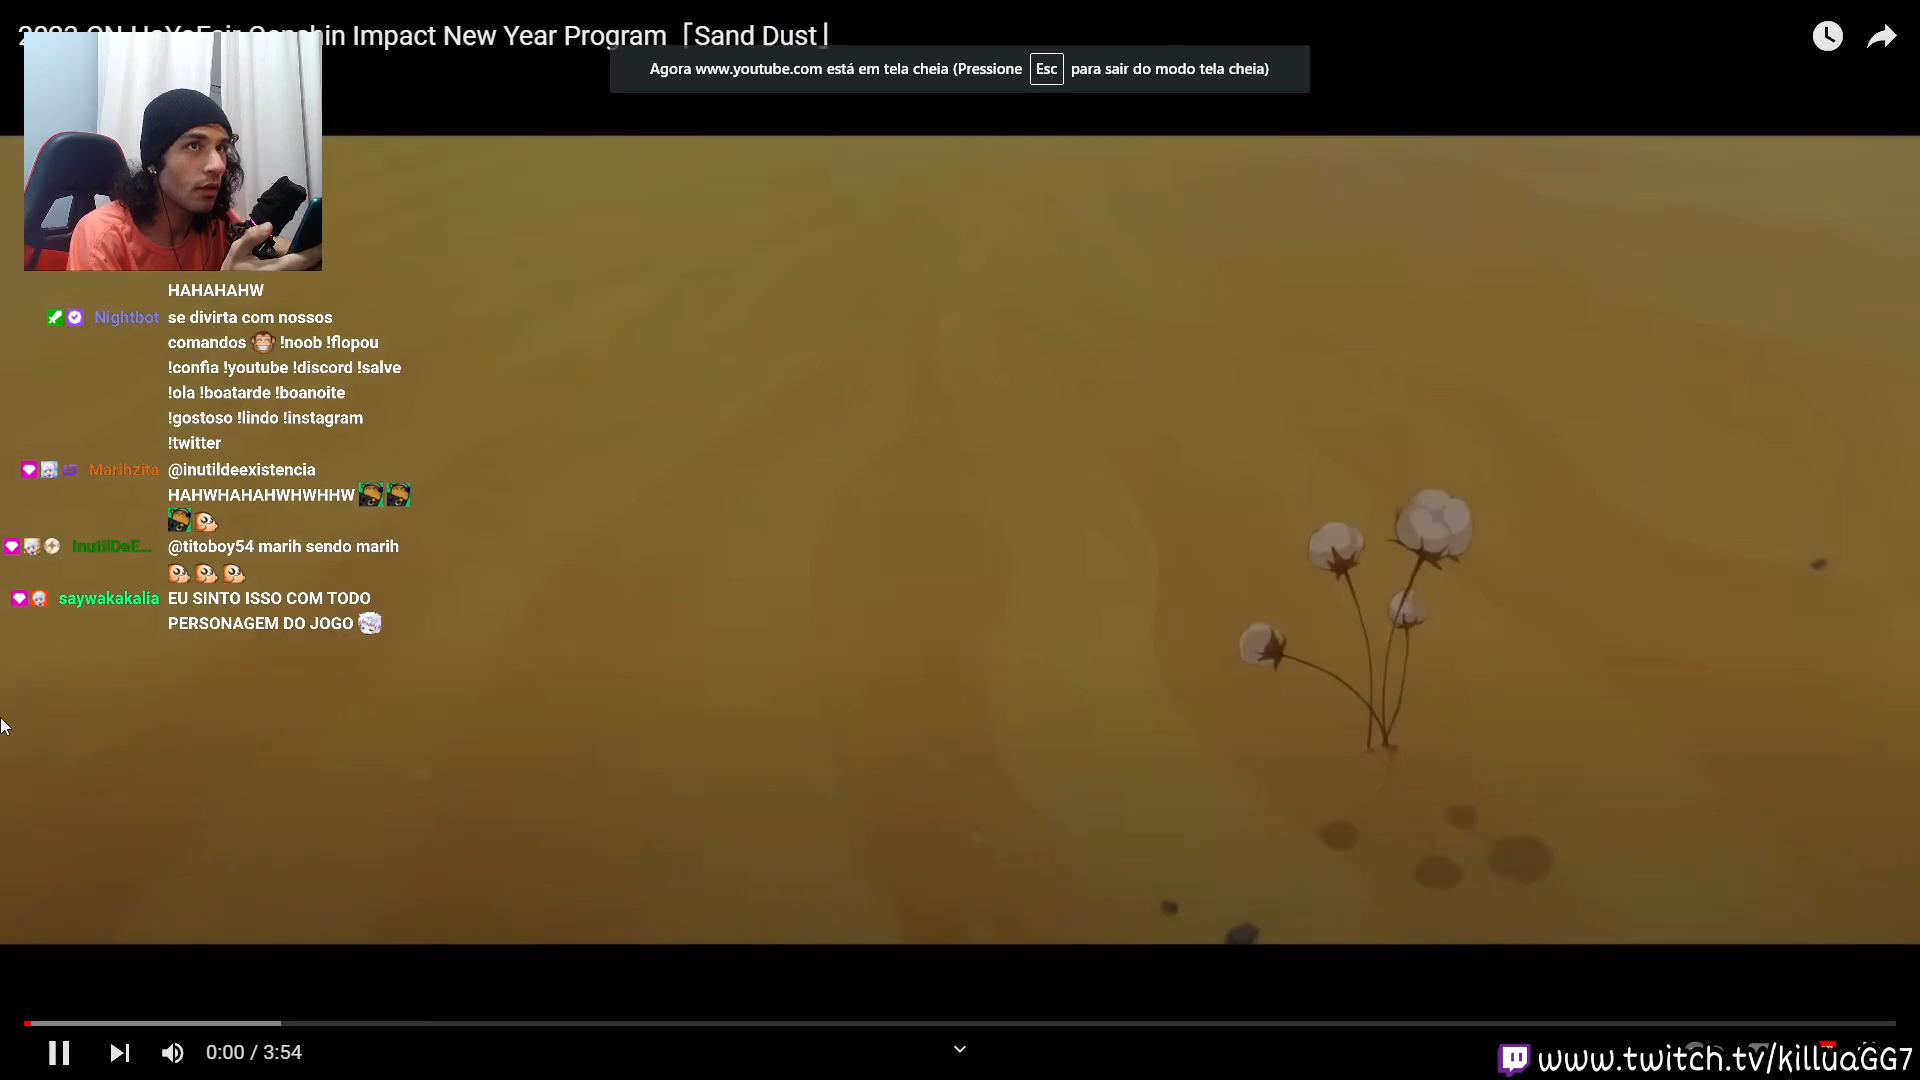 Genshin Impact New Year Program「Sand Dust」
Agora www.youtube.com está em tela cheia (Pressione Esc para sair do modo tela cheia)
HAHAHAHW
Nightbot se divirta com nossos
comandos !noob !flopou
!confia !youtube !discord !salve
!ola !boatarde !boanoite
!gostoso !lindo !instagram
!twitter
Marihzita @inutildeexistencia
HAHWHAHAHWHWHHW
InutilDeE... @titoboy54 marih sendo marih
saywakakalia EU SINTO ISSO COM TODO
PERSONAGEM DO JOGO
0:00 / 3:54
www.twitch.tv/killuaGG7